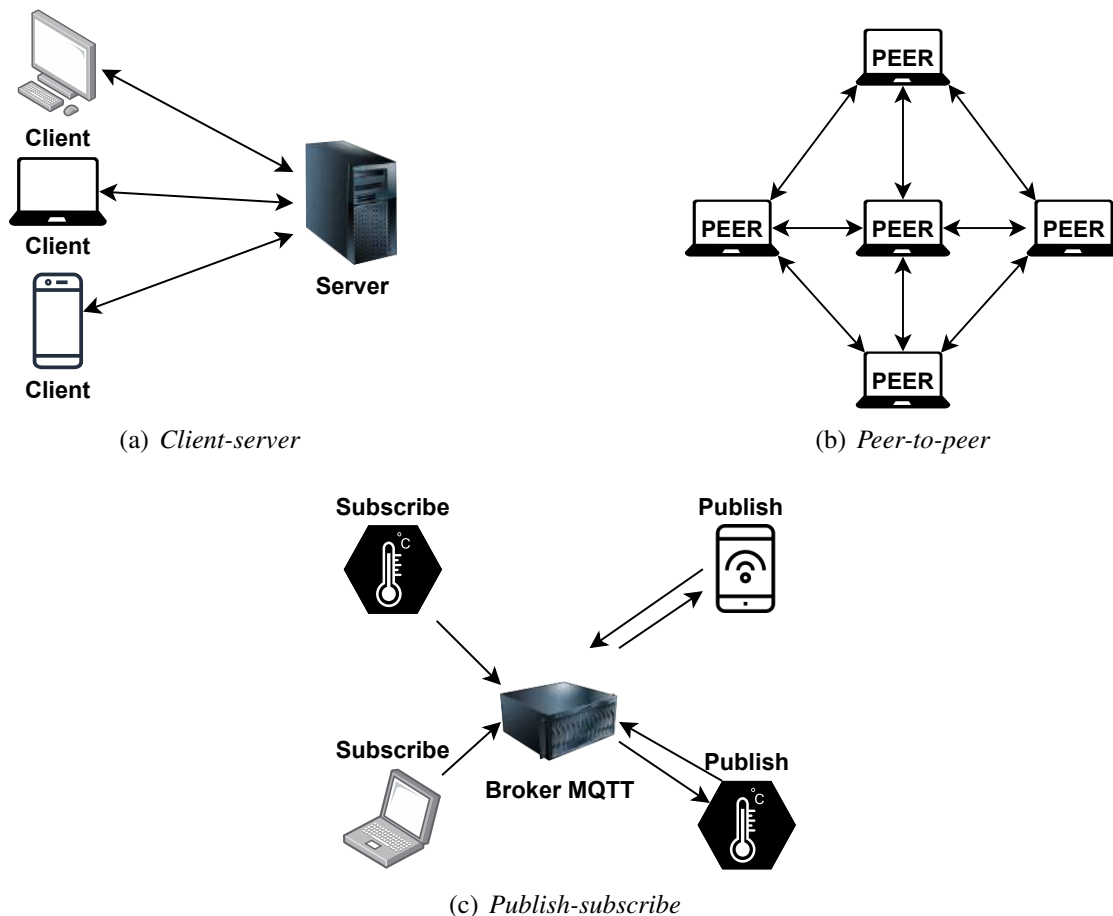 Client
Client
Client
Server
(a) Client-server
PEER
PEER
PEER
PEER
PEER
(b) Peer-to-peer
Subscribe
°C
Publish
Subscribe
Broker MQTT
Publish
°C
(c) Publish-subscribe